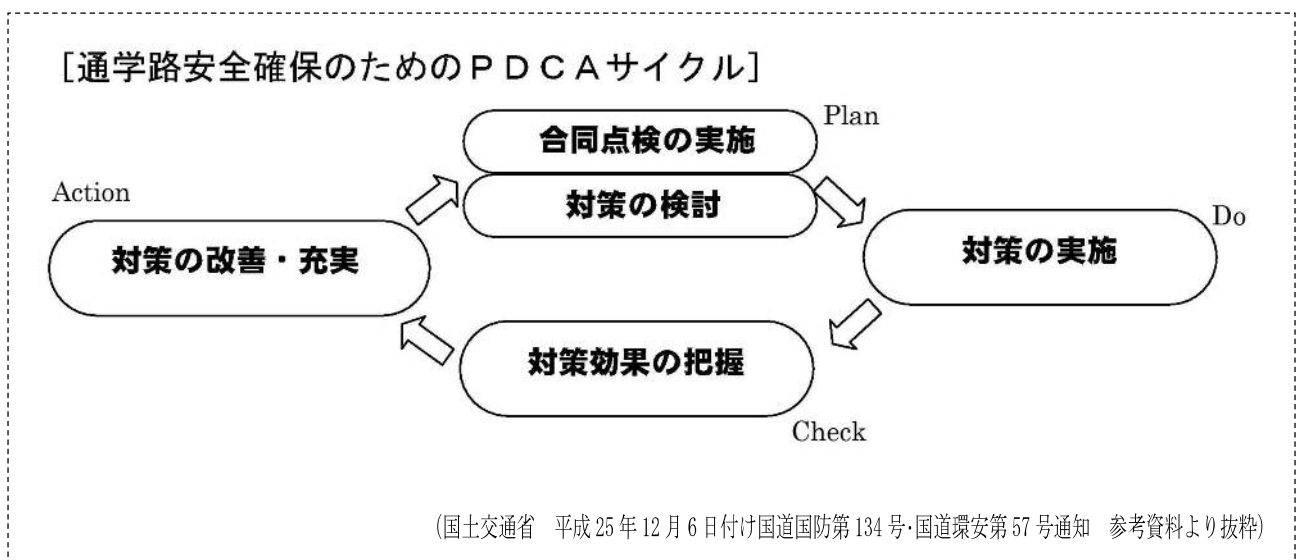 ［通学路安全確保のためのＰＤＣＡサイクル］
Plan
合同点検の実施
対策の検討
Action
対策の改善・充実
Do
対策の実施
対策効果の把握
Check
(国土交通省　平成25年12月6日付け国道国防第134号･国道環安第57号通知　参考資料より抜粋)